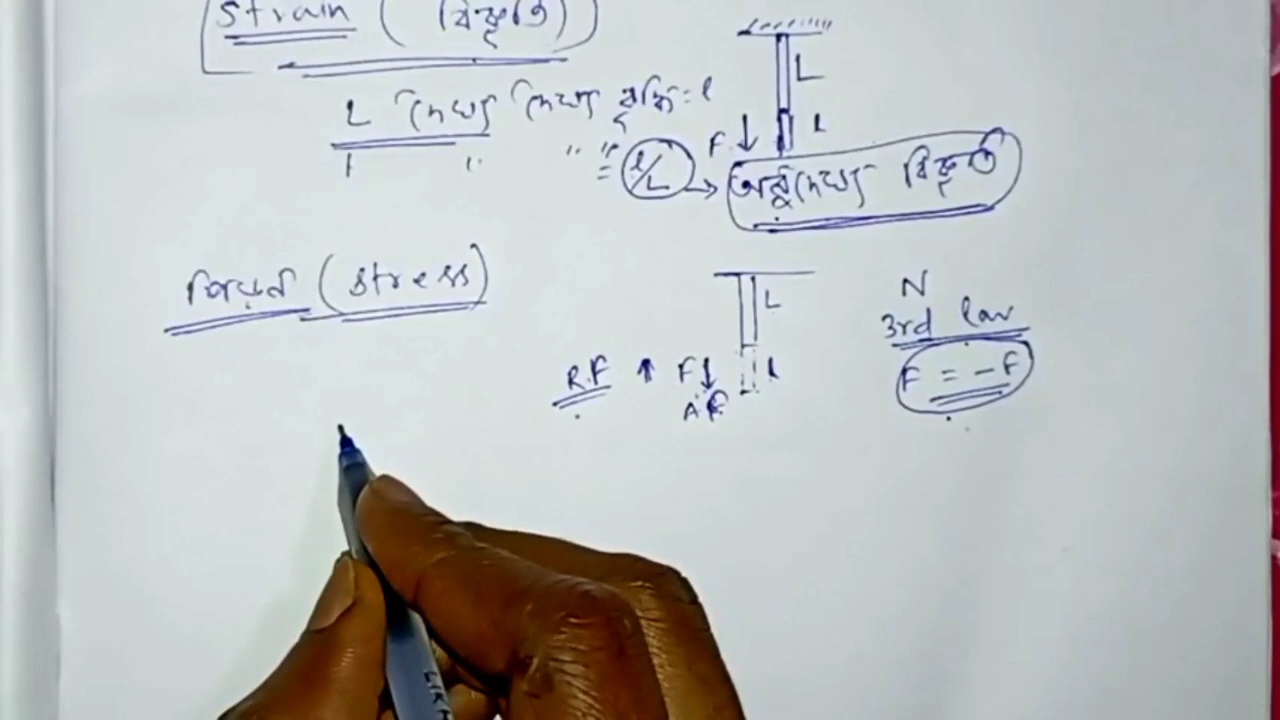 Strain (বিকৃতি)
L দৈর্ঘ্যে দৈর্ঘ্য বৃদ্ধি = l
1 " " " = l/L → অনুদৈর্ঘ্য বিকৃতি
L
l
F ↓
পীড়ন (stress)
L
l
R.F ↑ F ↓
A.F
N
3rd law
F = -F